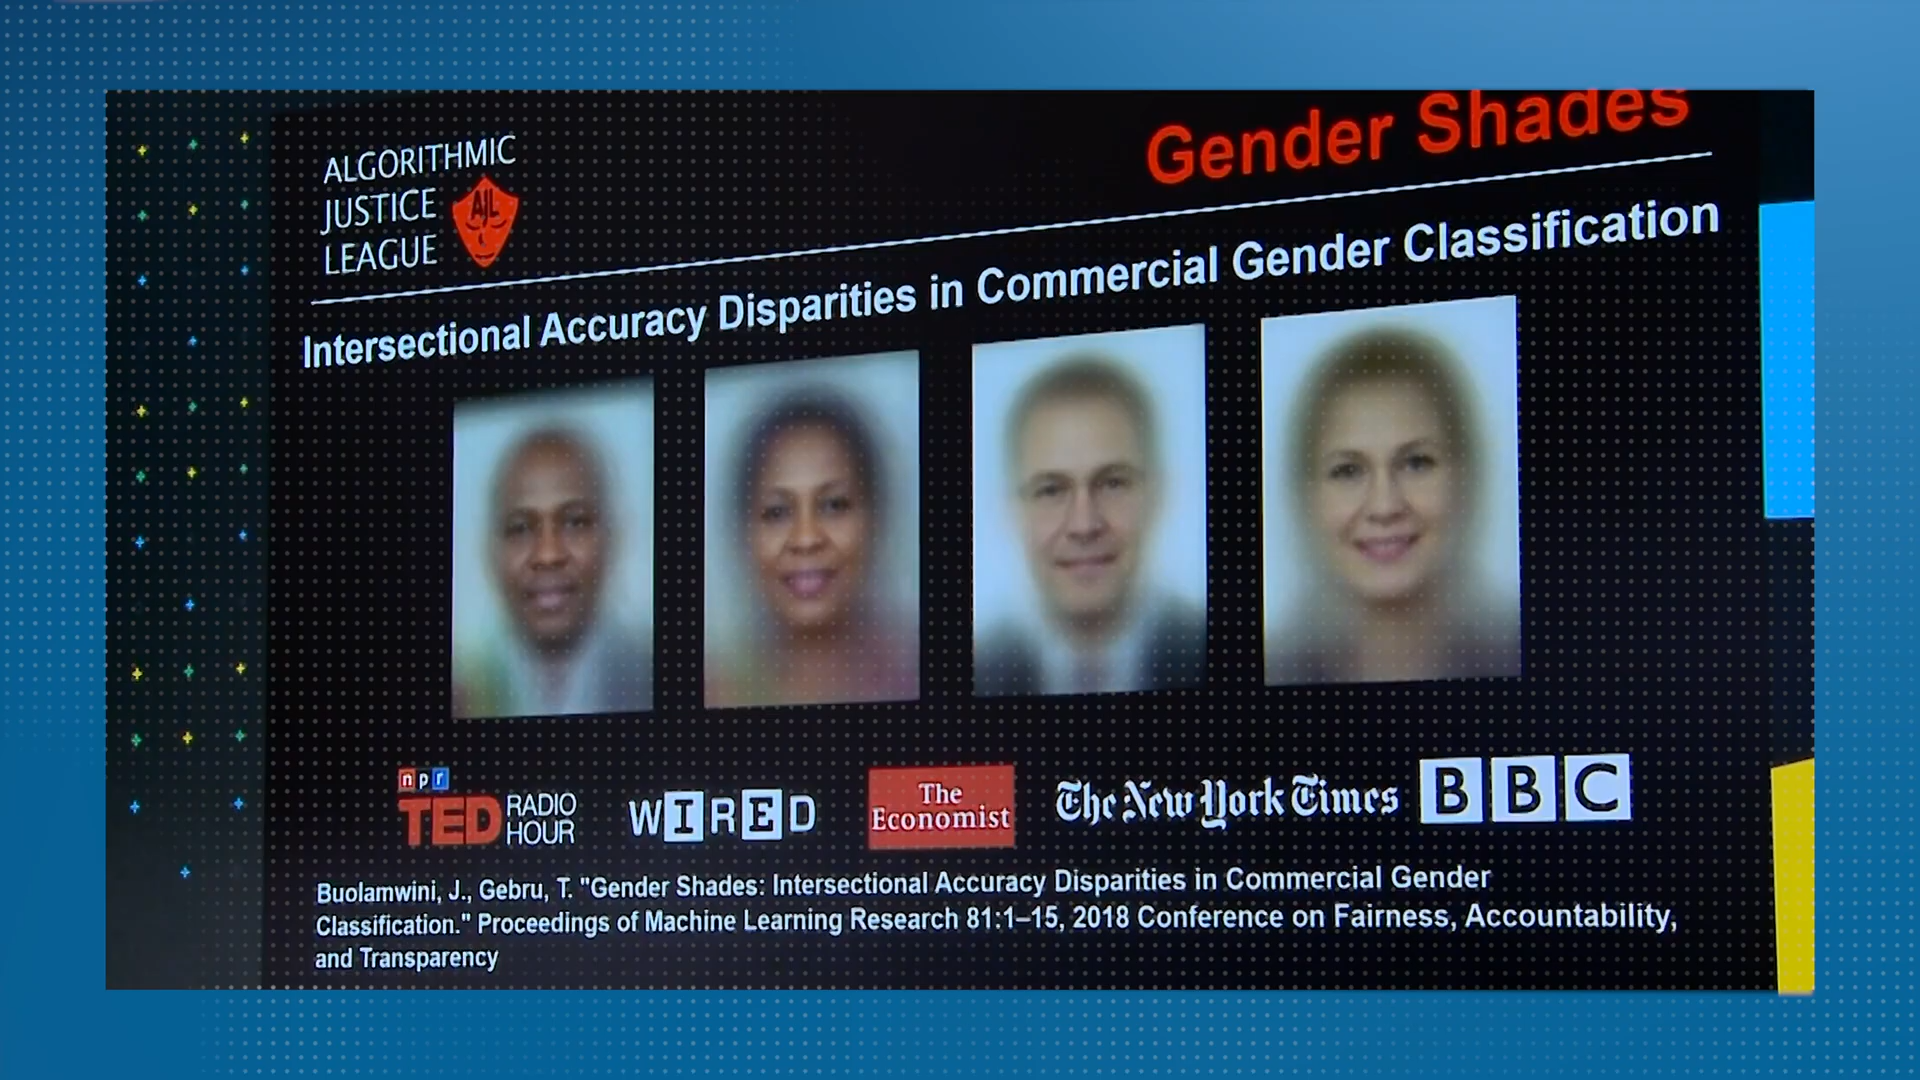 Gender Shades
ALGORITHMIC
JUSTICE
LEAGUE
AJL
Intersectional Accuracy Disparities in Commercial Gender Classification
npr
TED RADIO
HOUR
WIRED
The
Economist
The New York Times
BBC
Buolamwini, J., Gebru, T. "Gender Shades: Intersectional Accuracy Disparities in Commercial Gender
Classification." Proceedings of Machine Learning Research 81:1–15, 2018 Conference on Fairness, Accountability,
and Transparency